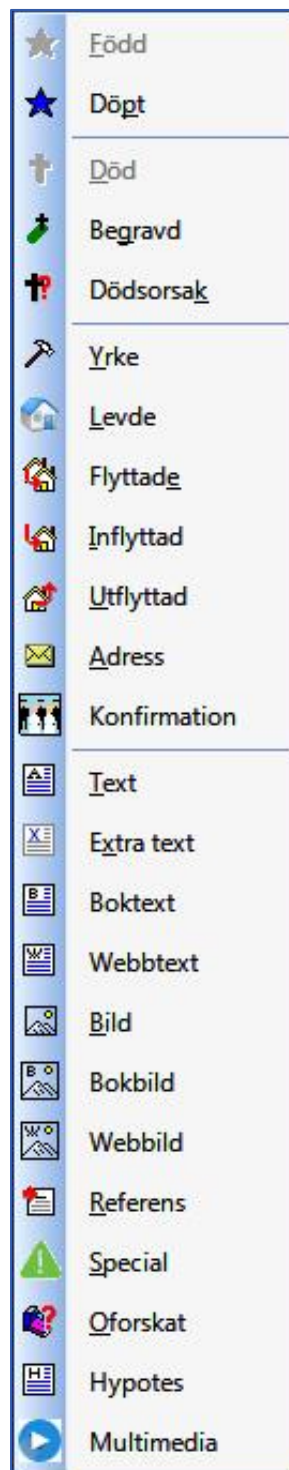 Född
Döpt
Död
Begravd
Dödsorsak
Yrke
Levde
Flyttade
Inflyttad
Utflyttad
Adress
Konfirmation
Text
Extra text
Boktext
Webbtext
Bild
Bokbild
Webbild
Referens
Special
Oforskat
Hypotes
Multimedia